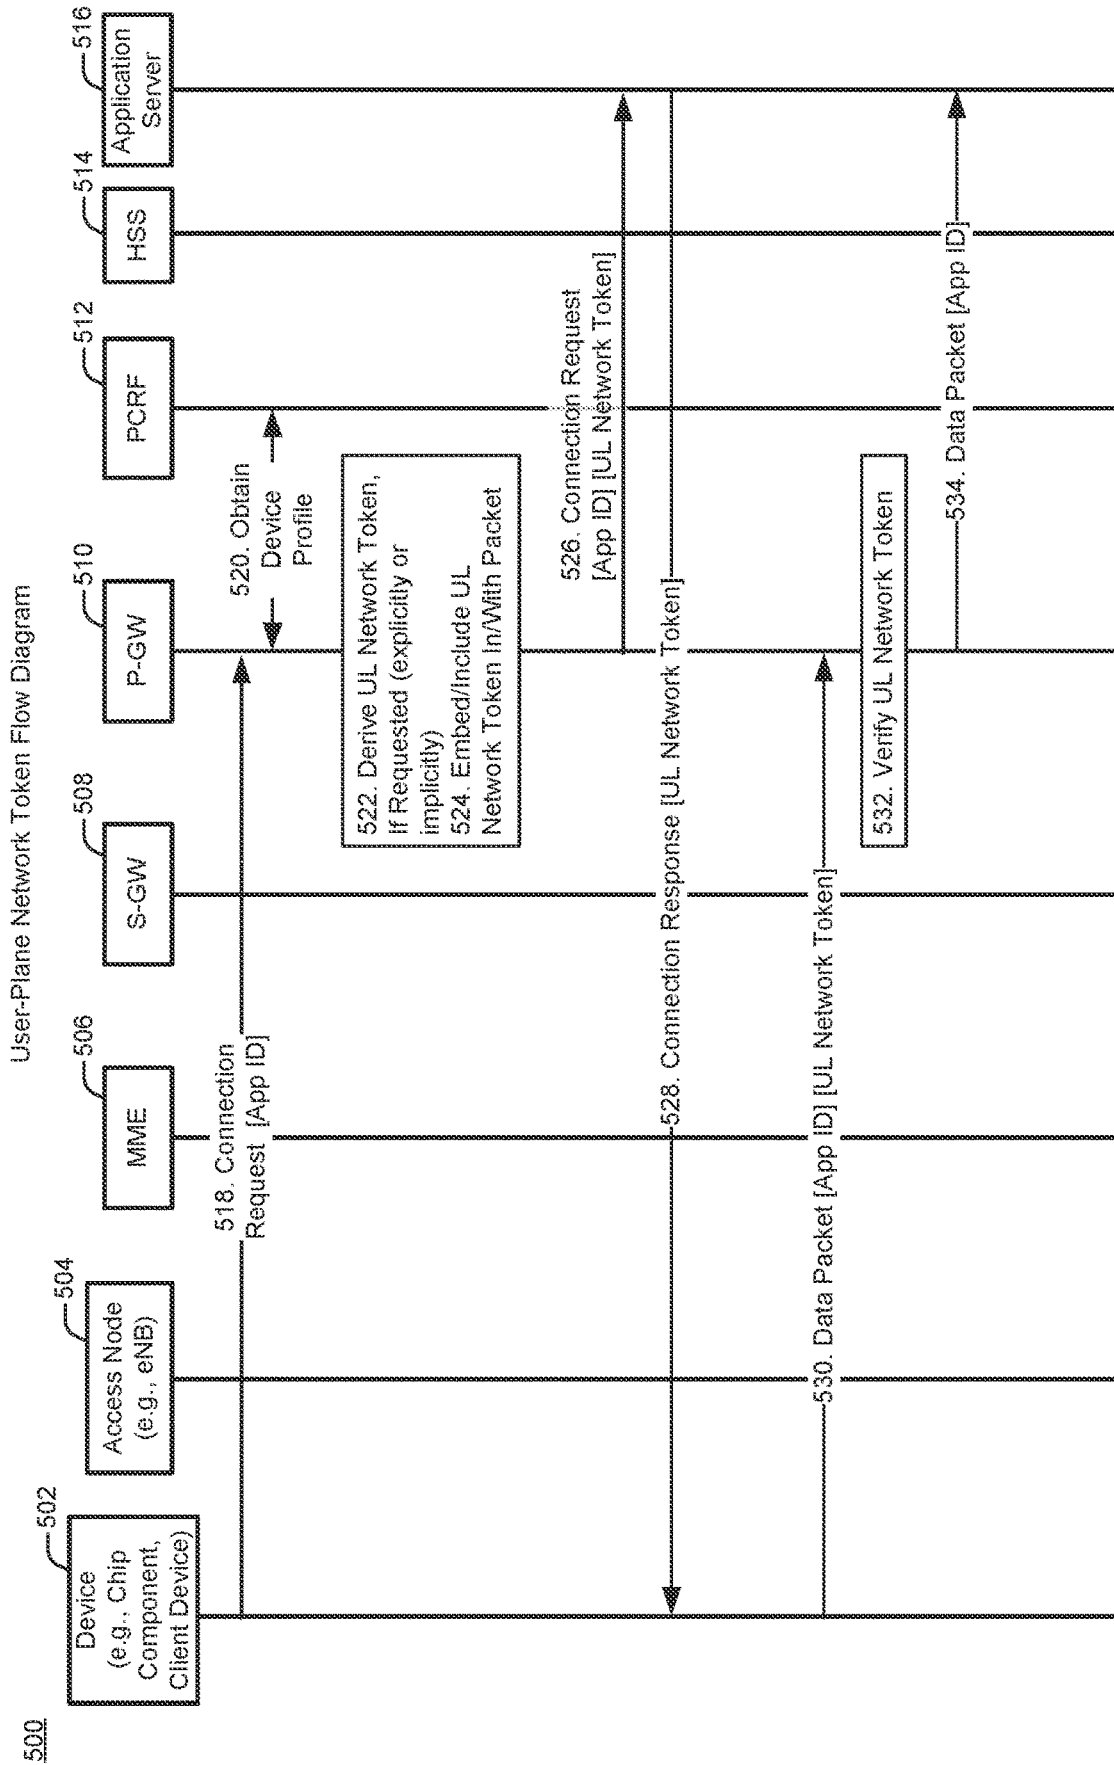 500
User-Plane Network Token Flow Diagram
502
Device
(e.g., Chip
Component,
Client Device)
504
Access Node
(e.g., eNB)
506
MME
508
S-GW
510
P-GW
512
PCRF
514
HSS
516
Application
Server
518. Connection
Request [App ID]
520. Obtain
Device
Profile
522. Derive UL Network Token,
If Requested (explicitly or
implicitly)
524. Embed/Include UL
Network Token In/With Packet
526. Connection Request
[App ID] [UL Network Token]
528. Connection Response [UL Network Token]
530. Data Packet [App ID] [UL Network Token]
532. Verify UL Network Token
534. Data Packet [App ID]